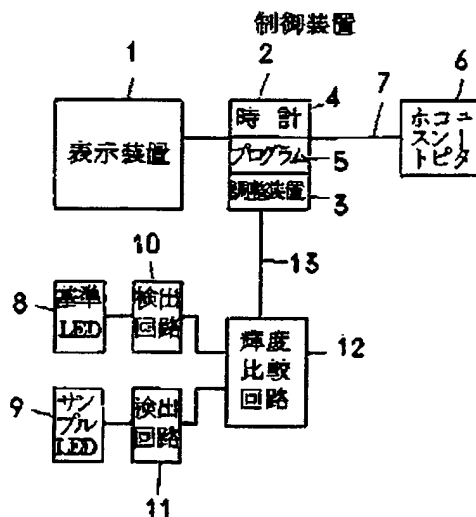 制御装置
1
2
4
7
6
表示装置
時計
プログラム
5
調整装置
3
ホスト
コンピ
ュータ
10
13
8
基準
LED
検出
回路
輝度
比較
回路
12
9
サン
プル
LED
検出
回路
11